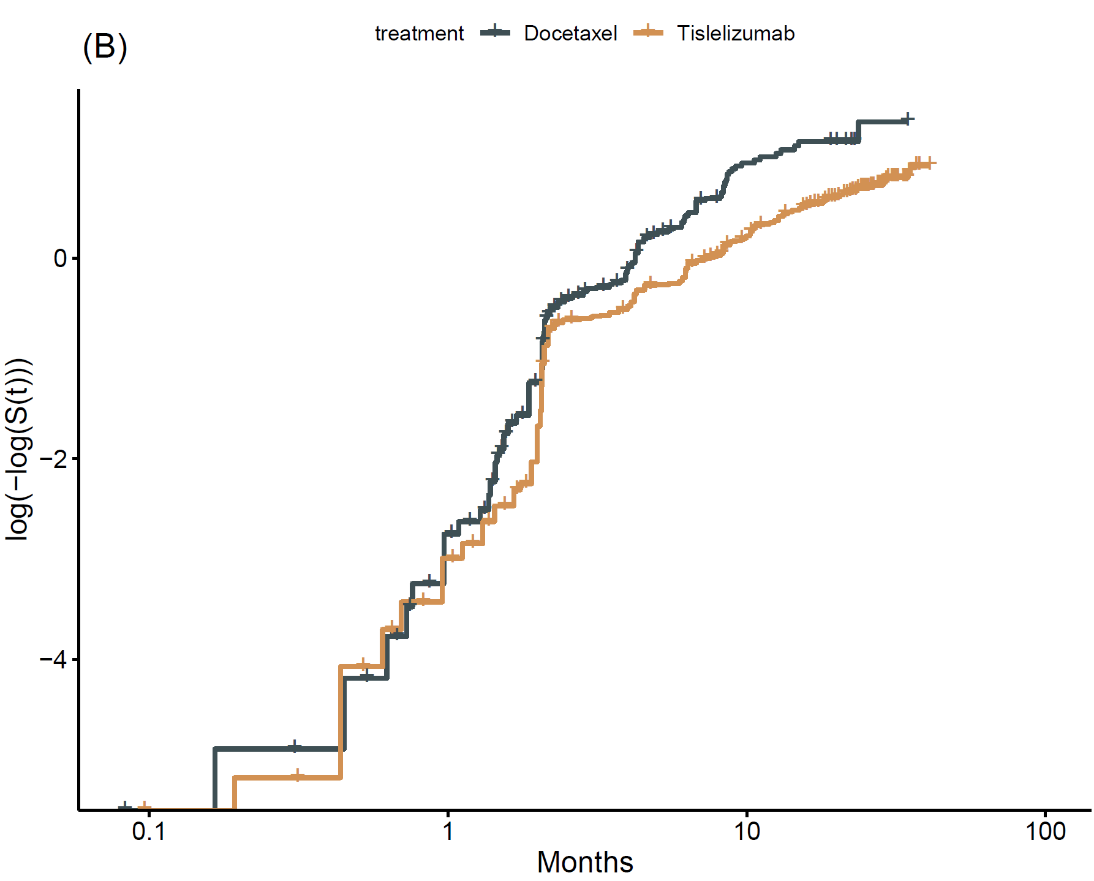 (B)
treatment Docetaxel Tislelizumab
log(−log(S(t)))
0
−2
−4
0.1 1 10 100
Months